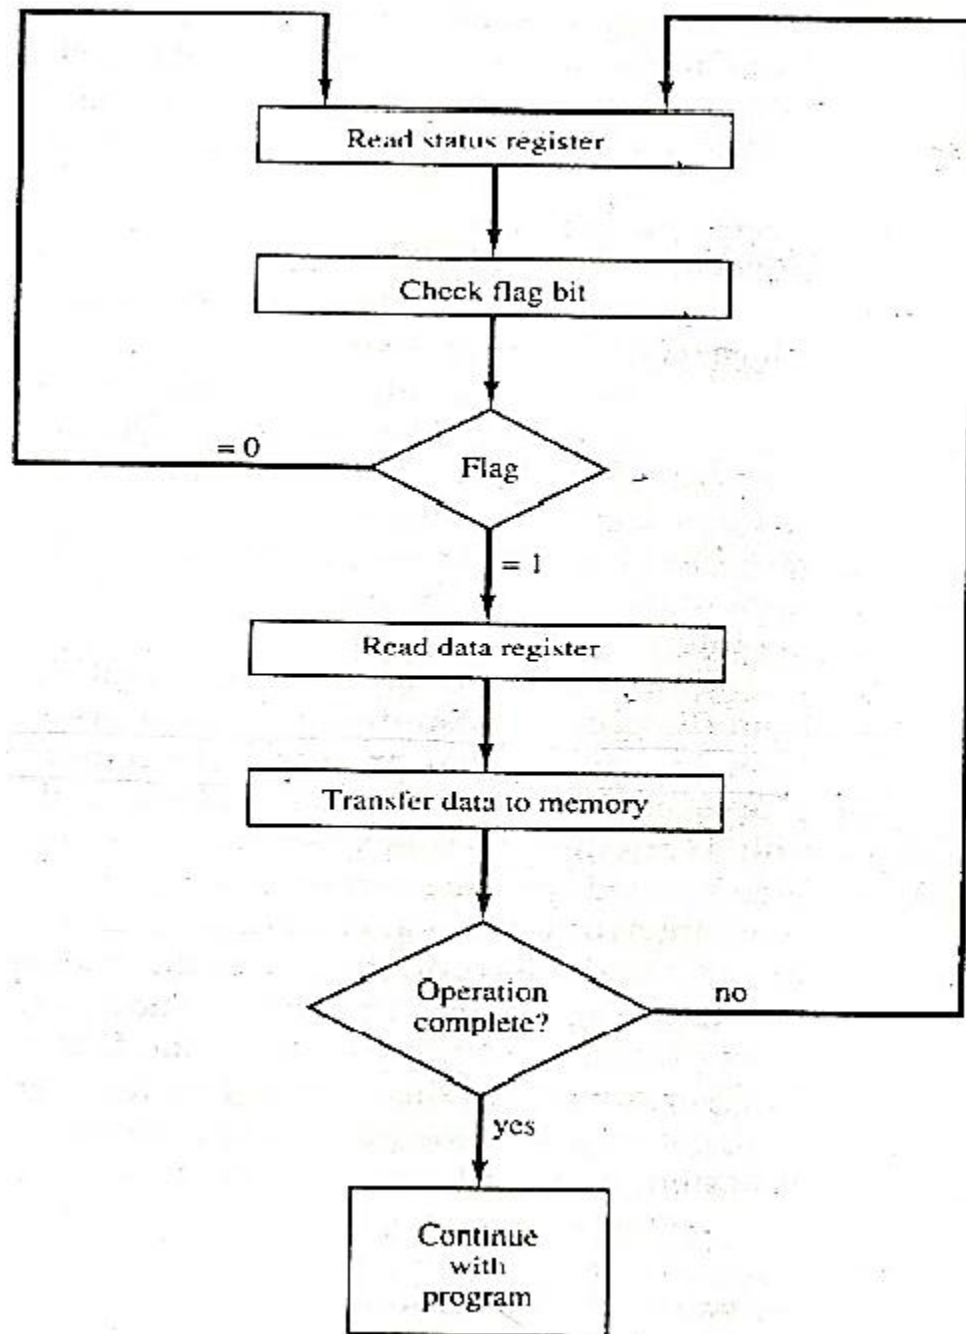 Read status register
Check flag bit
= 0
Flag
= 1
Read data register
Transfer data to memory
Operation
complete?
no
yes
Continue
with
program